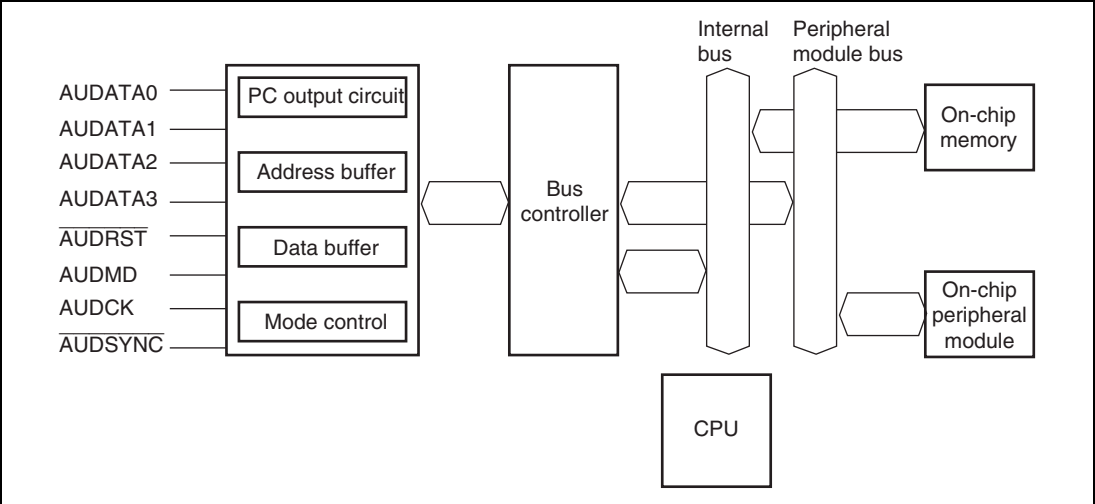 AUDATA0
AUDATA1
AUDATA2
AUDATA3
AUDRST
AUDMD
AUDCK
AUDSYNC
PC output circuit
Address buffer
Data buffer
Mode control
Bus
controller
Internal
bus
Peripheral
module bus
On-chip
memory
On-chip
peripheral
module
CPU